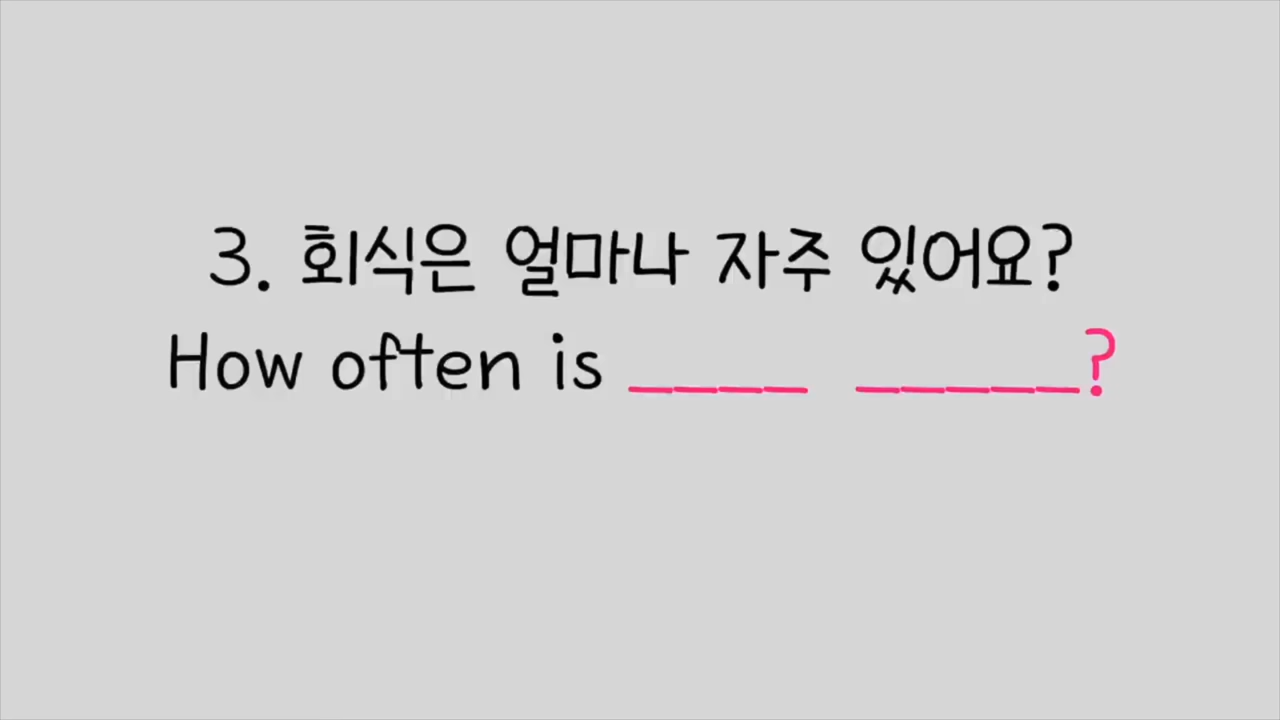 3. 회식은 얼마나 자주 있어요?
How often is ____ _____?